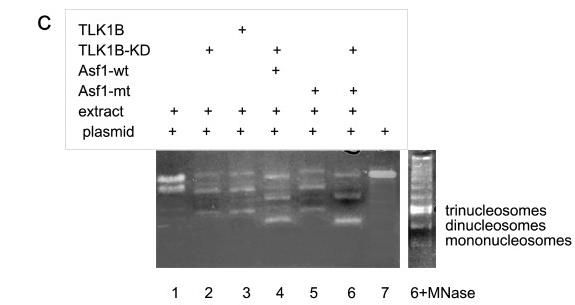 C
TLK1B +
TLK1B-KD + + +
Asf1-wt +
Asf1-mt + +
extract + + + + + +
plasmid + + + + + + +
trinucleosomes
dinucleosomes
mononucleosomes
1 2 3 4 5 6 7 6+MNase